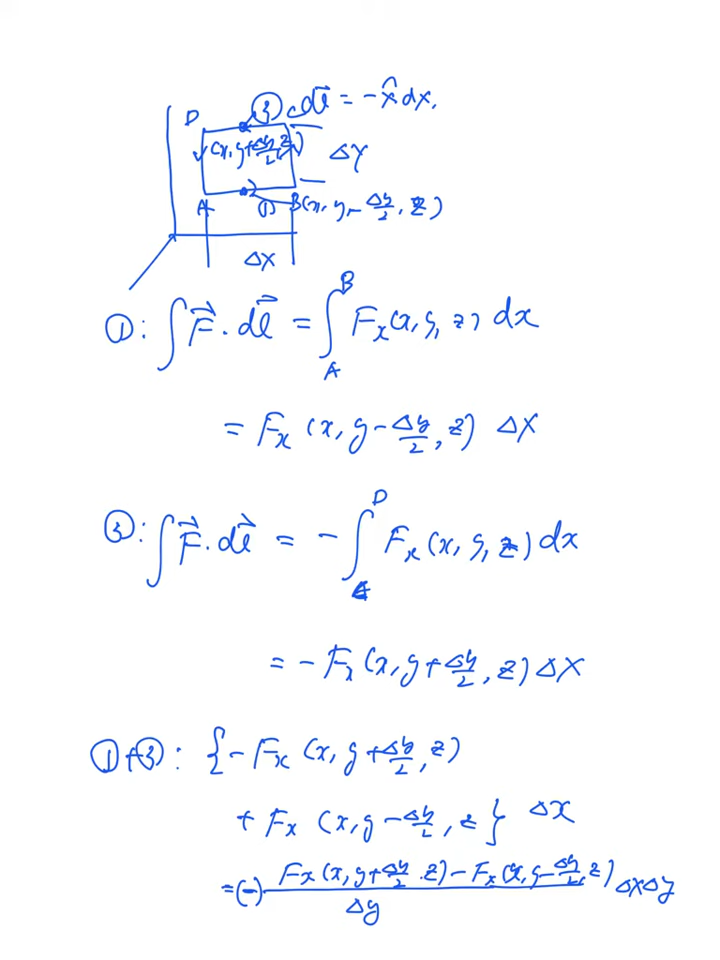 D ③ dl⃗ = -x̂ dx,
(x, y+Δy/2, z) ΔY
A ① B(x, y-Δy/2, z)
ΔX
①: ∫F⃗·dl⃗ = ∫_A^B Fx(x, y, z) dx
= Fx (x, y-Δy/2, z) ΔX
③: ∫F⃗·dl⃗ = -∫_C^D Fx (x, y, z) dx
= -Fx (x, y+Δy/2, z) ΔX
①+③: {-Fx (x, y+Δy/2, z)
+ Fx (x, y-Δy/2, z} Δx
=(-) Fx(x, y+Δy/2, z)-Fx(x, y-Δy/2, z) ΔxΔy
Δy